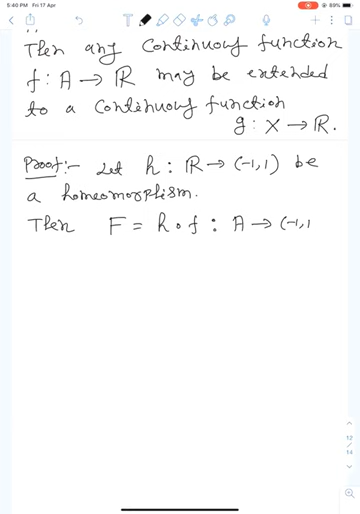 5:40 PM Fri 17 Apr
89%
Then any continuous function
f : A → ℝ may be extended
to a continuous function
g : X → ℝ.
Proof :- Let h : ℝ → (-1, 1) be
a homeomorphism.
Then F = h ∘ f : A → (-1, 1
12
14